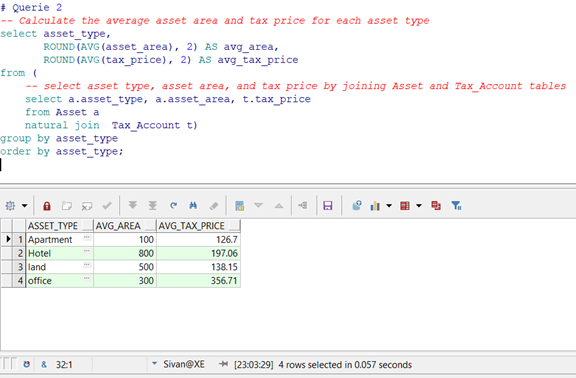 # Querie 2
-- Calculate the average asset area and tax price for each asset type
select asset_type,
ROUND(AVG(asset_area), 2) AS avg_area,
ROUND(AVG(tax_price), 2) AS avg_tax_price
from (
-- select asset type, asset area, and tax price by joining Asset and Tax_Account tables
select a.asset_type, a.asset_area, t.tax_price
from Asset a
natural join  Tax_Account t)
group by asset_type
order by asset_type;
ASSET_TYPE AVG_AREA AVG_TAX_PRICE
1 Apartment ... 100 126.7
2 Hotel ... 800 197.06
3 land ... 500 138.15
4 office ... 300 356.71
& 32:1 Sivan@XE [23:03:29] 4 rows selected in 0.057 seconds